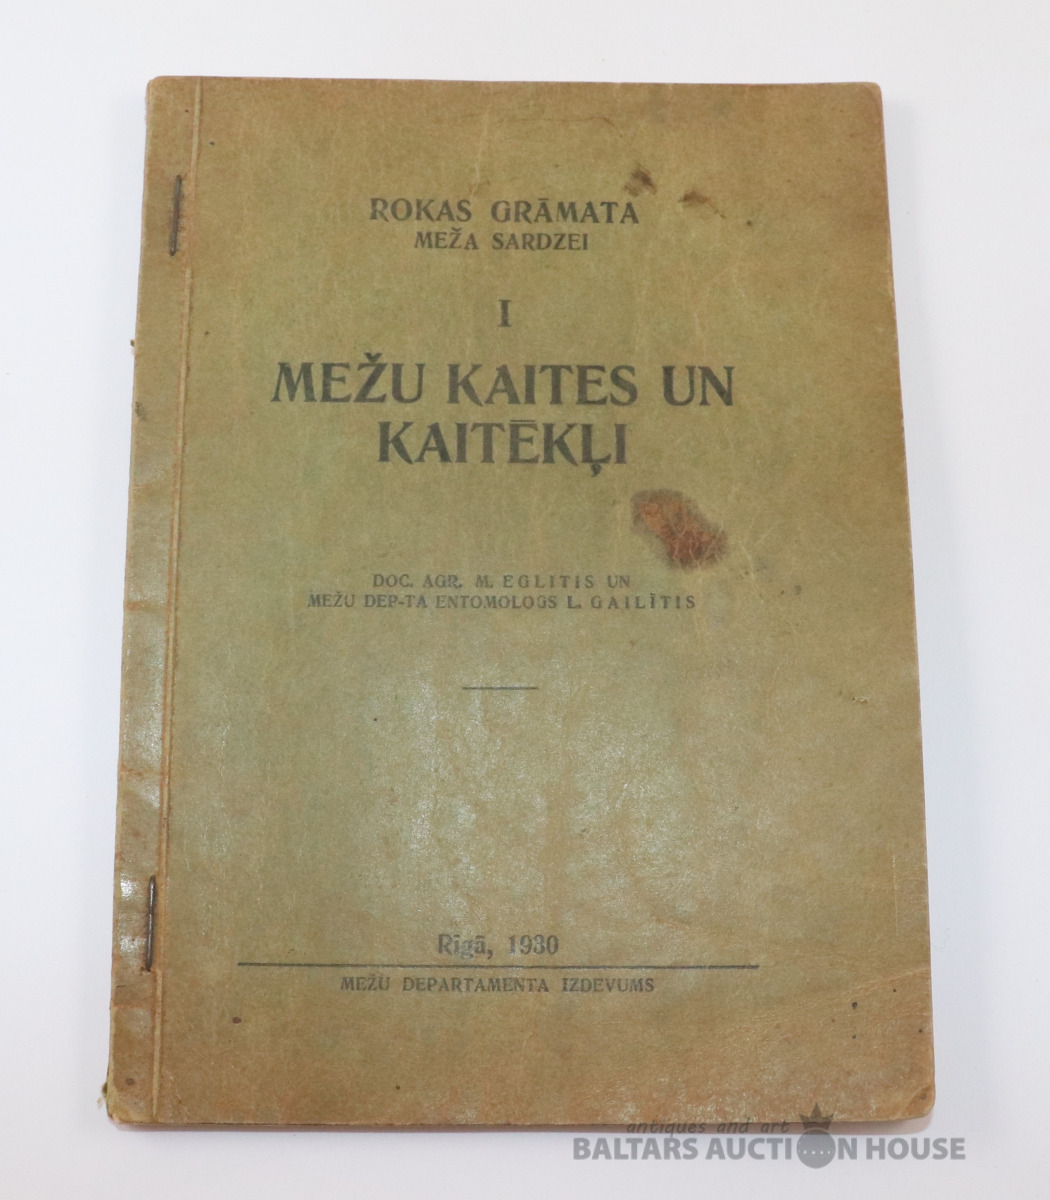 ROKAS GRĀMATA
MEŽA SARDZEI
I
MEŽU KAITES UN
KAITĒKĻI
DOC. AGR. M. EGLITIS UN
MEŽU DEP-TA ENTOMOLOGS L. GAILĪTIS
Rīgā, 1930
MEŽU DEPARTAMENTA IZDEVUMS
antiques and art
BALTARS AUCTION HOUSE